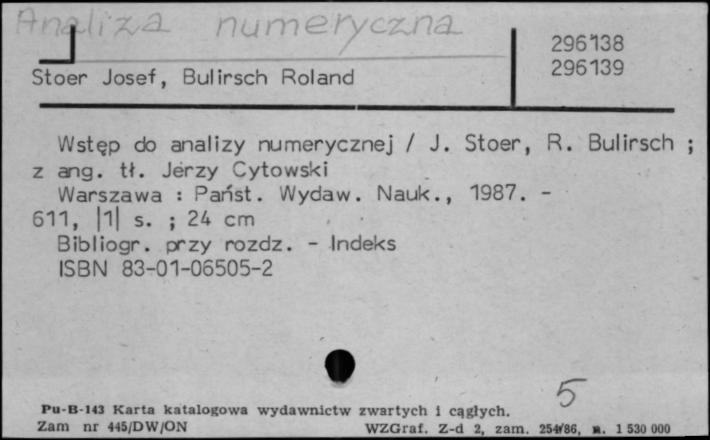 Analiza numeryczna
296138
Stoer Josef, Bulirsch Roland
296139
Wstęp do analizy numerycznej / J. Stoer, R. Bulirsch ;
z ang. tł. Jerzy Cytowski
Warszawa : Państ. Wydaw. Nauk., 1987. -
611, |1| s. ; 24 cm
Bibliogr. przy rozdz. - Indeks
ISBN 83-01-06505-2
5
Pu-B-143 Karta katalogowa wydawnictw zwartych i ciągłych.
Zam nr 445/DW/ON
WZGraf. Z-d 2, zam. 254/86, n. 1 530 000